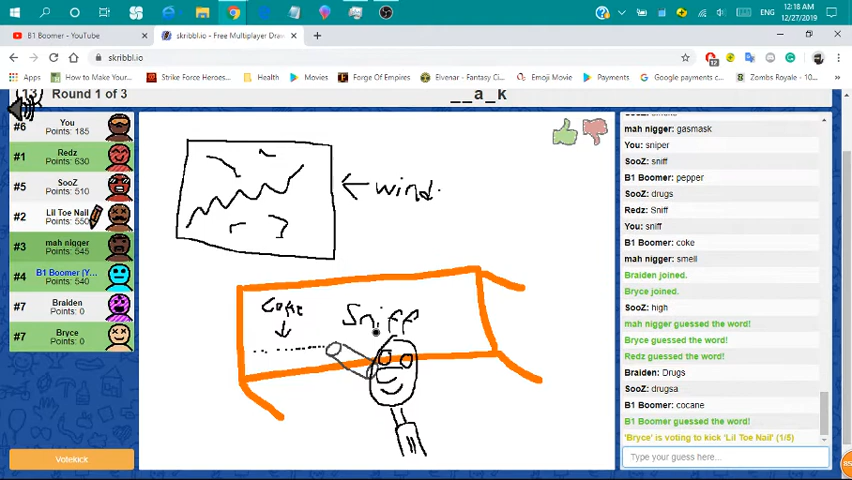 12:18 AM
12/27/2019
ENG
B1 Boomer - YouTube
skribbl.io - Free Multiplayer Draw
skribbl.io
Apps
How to Make Your...
Strike Force Heroes...
Health
Movies
Forge Of Empires
Elvenar - Fantasy Ci...
Emoji Movie
Payments
Google payments c...
Zombs Royale - 10...
12
(13)
Round 1 of 3
__a_k
#6
You
Points: 185
#1
Redz
Points: 630
#5
SooZ
Points: 510
#2
Lil Toe Nail
Points: 550
#3
mah nigger
Points: 545
#4
B1 Boomer (Y...
Points: 540
#7
Braiden
Points: 0
#7
Bryce
Points: 0
Votekick
wind.
Sniff
mah nigger: gasmask
You: sniper
SooZ: sniff
B1 Boomer: pepper
SooZ: drugs
Redz: Sniff
You: sniff
B1 Boomer: coke
mah nigger: smell
Braiden joined.
Bryce joined.
SooZ: high
mah nigger guessed the word!
Bryce guessed the word!
Redz guessed the word!
Braiden: Drugs
SooZ: drugsa
B1 Boomer: cocane
B1 Boomer guessed the word!
'Bryce' is voting to kick 'Lil Toe Nail' (1/5)
Type your guess here...